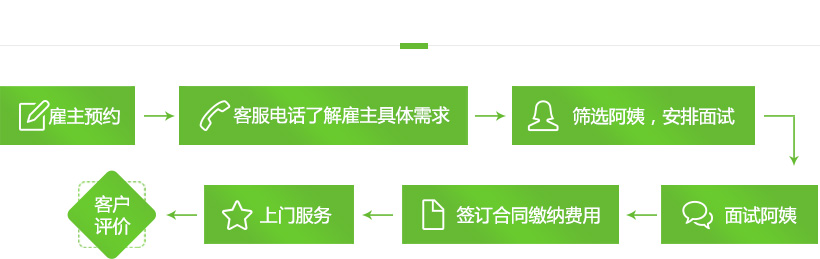 雇主预约
客服电话了解雇主具体需求
筛选阿姨，安排面试
面试阿姨
签订合同缴纳费用
上门服务
客户
评价